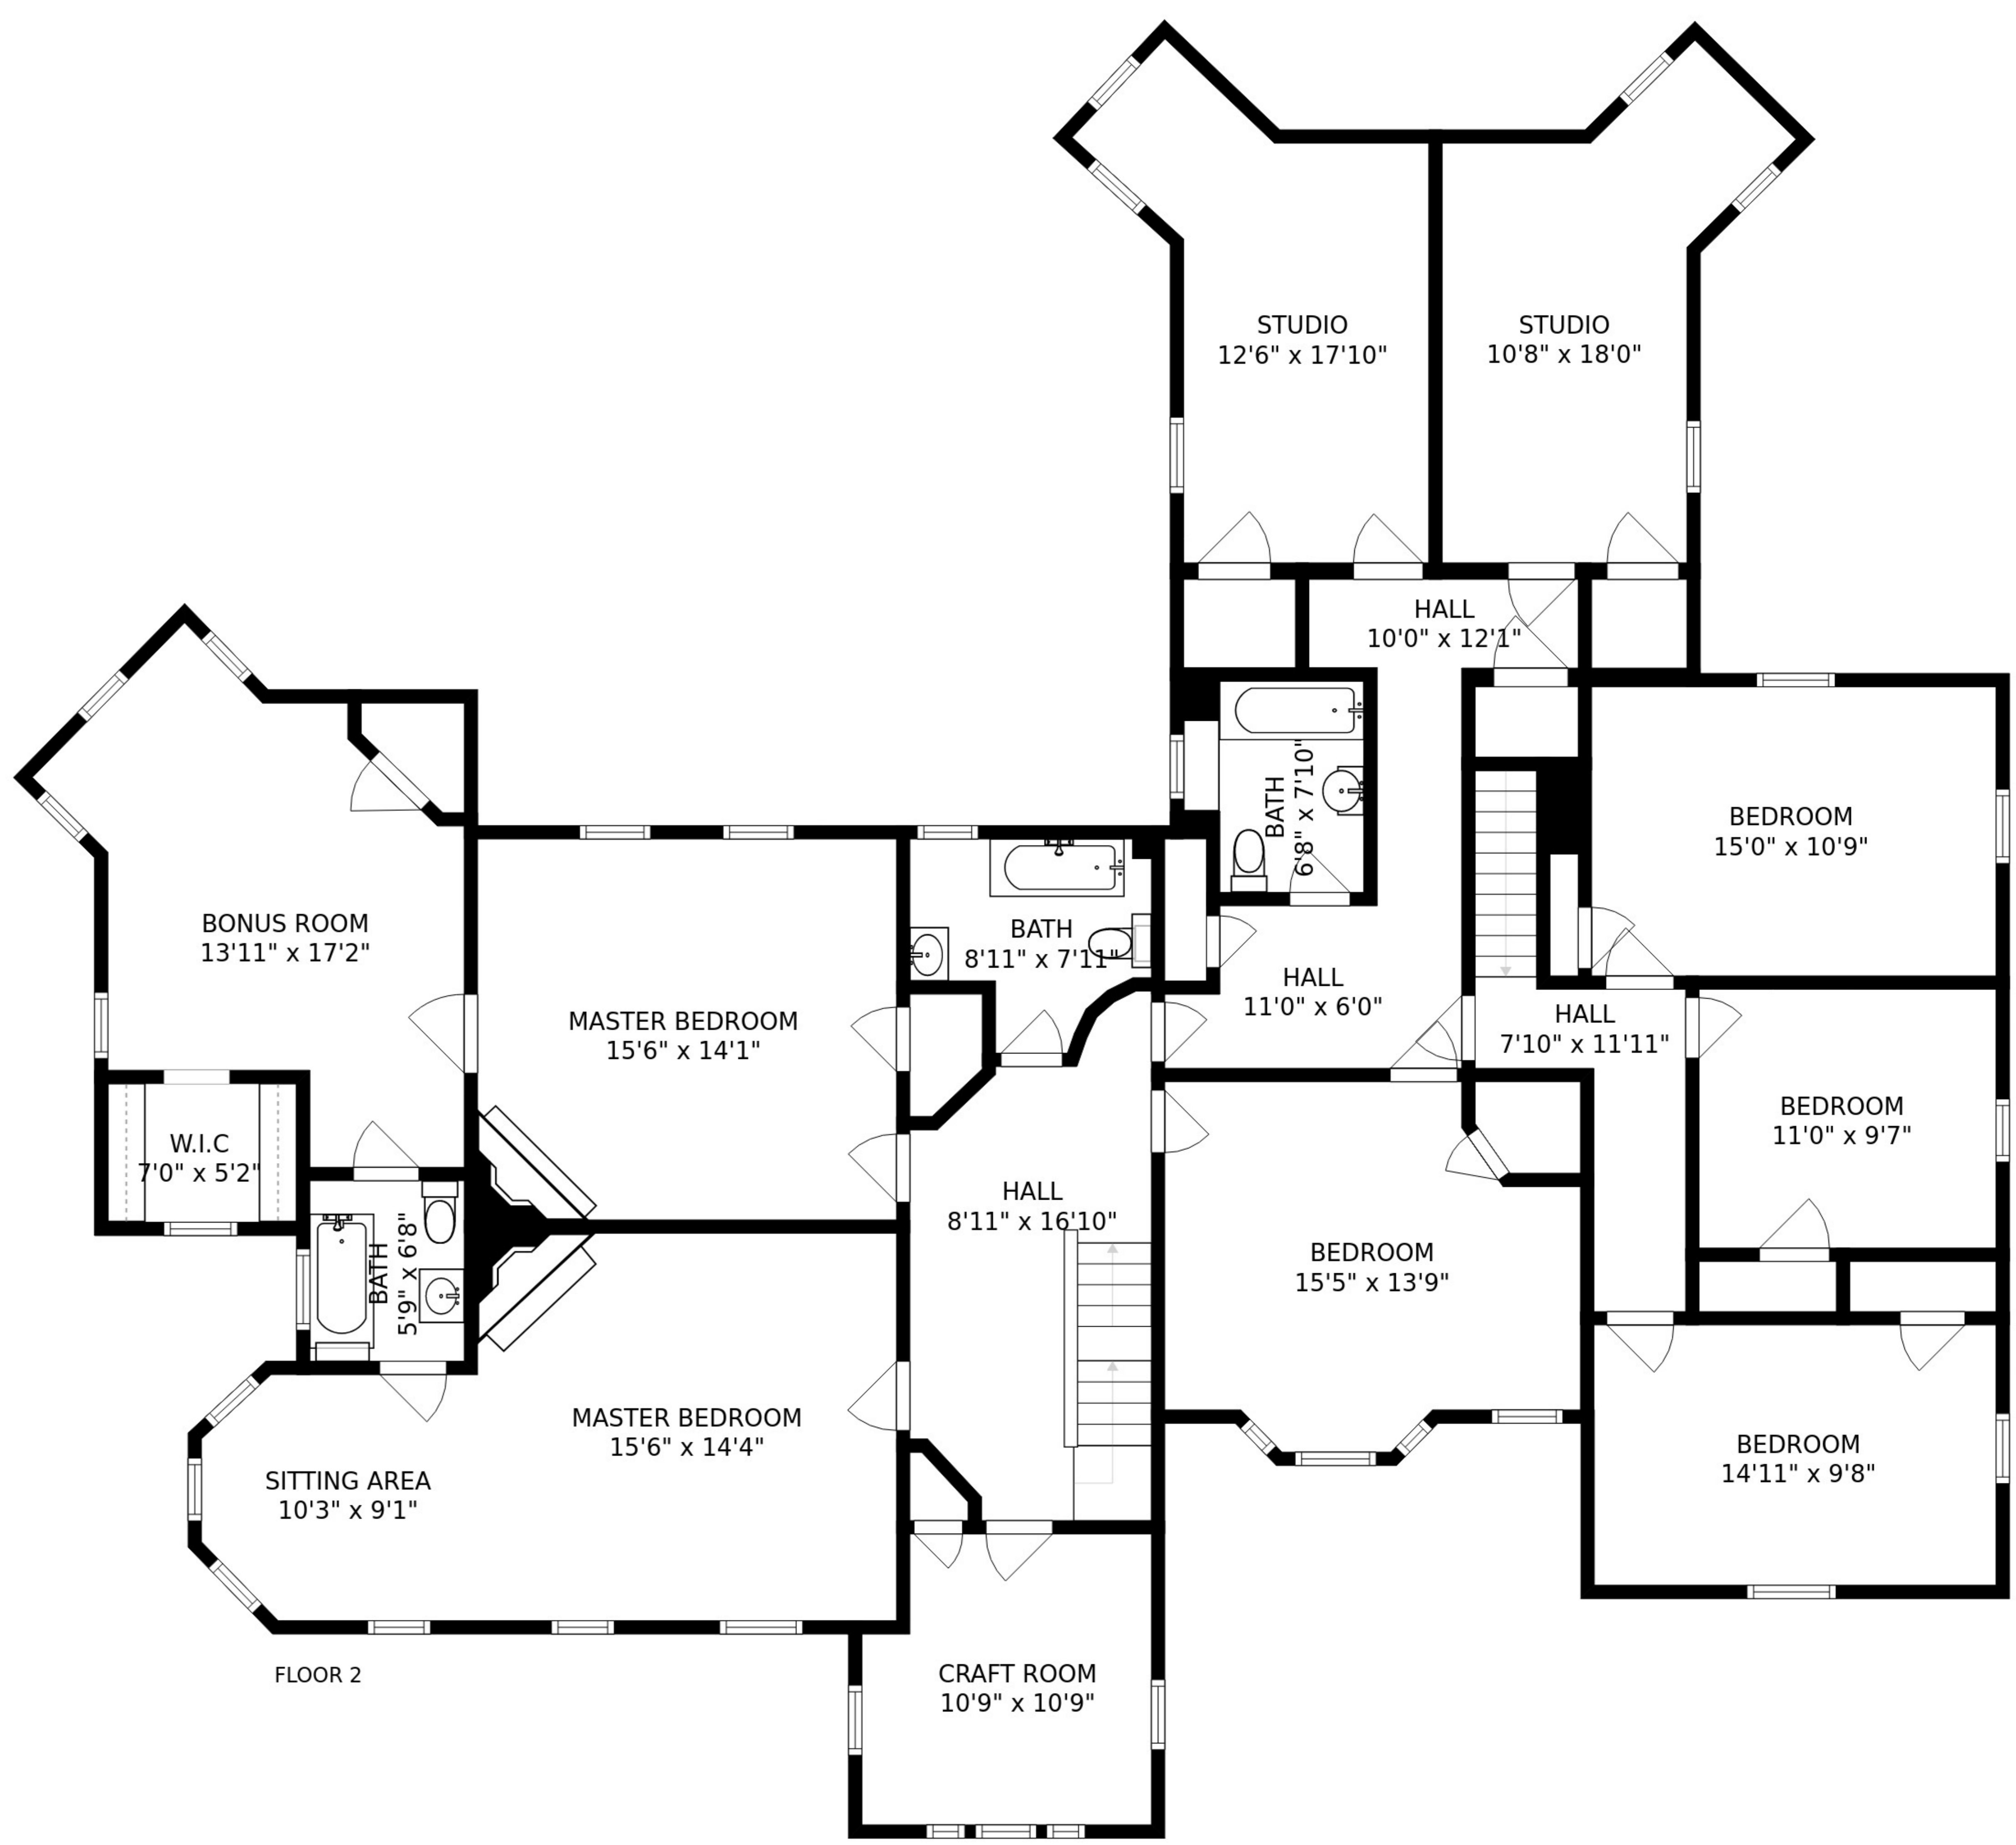 STUDIO
12'6" x 17'10"
STUDIO
10'8" x 18'0"
HALL
10'0" x 12'1"
BATH
6'8" x 7'10"
BEDROOM
15'0" x 10'9"
BONUS ROOM
13'11" x 17'2"
MASTER BEDROOM
15'6" x 14'1"
BATH
8'11" x 7'11"
HALL
11'0" x 6'0"
HALL
7'10" x 11'11"
BEDROOM
11'0" x 9'7"
W.I.C
7'0" x 5'2"
BATH
5'9" x 6'8"
HALL
8'11" x 16'10"
BEDROOM
15'5" x 13'9"
MASTER BEDROOM
15'6" x 14'4"
SITTING AREA
10'3" x 9'1"
BEDROOM
14'11" x 9'8"
CRAFT ROOM
10'9" x 10'9"
FLOOR 2